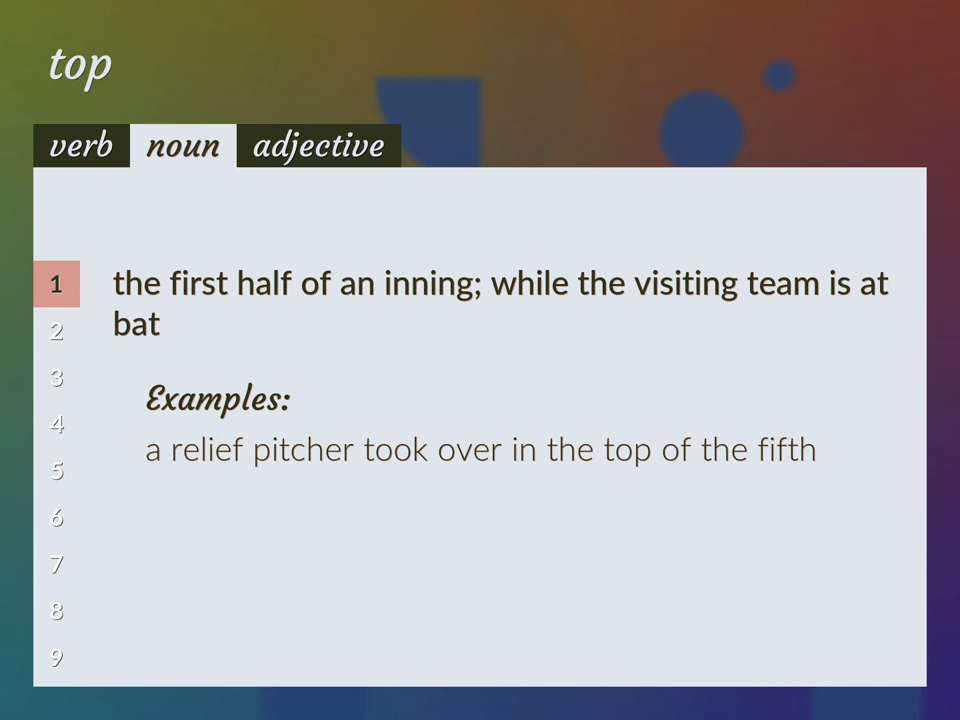 top
verb noun adjective
1 the first half of an inning; while the visiting team is at
bat
2
3
Examples:
4
a relief pitcher took over in the top of the fifth
5
6
7
8
9